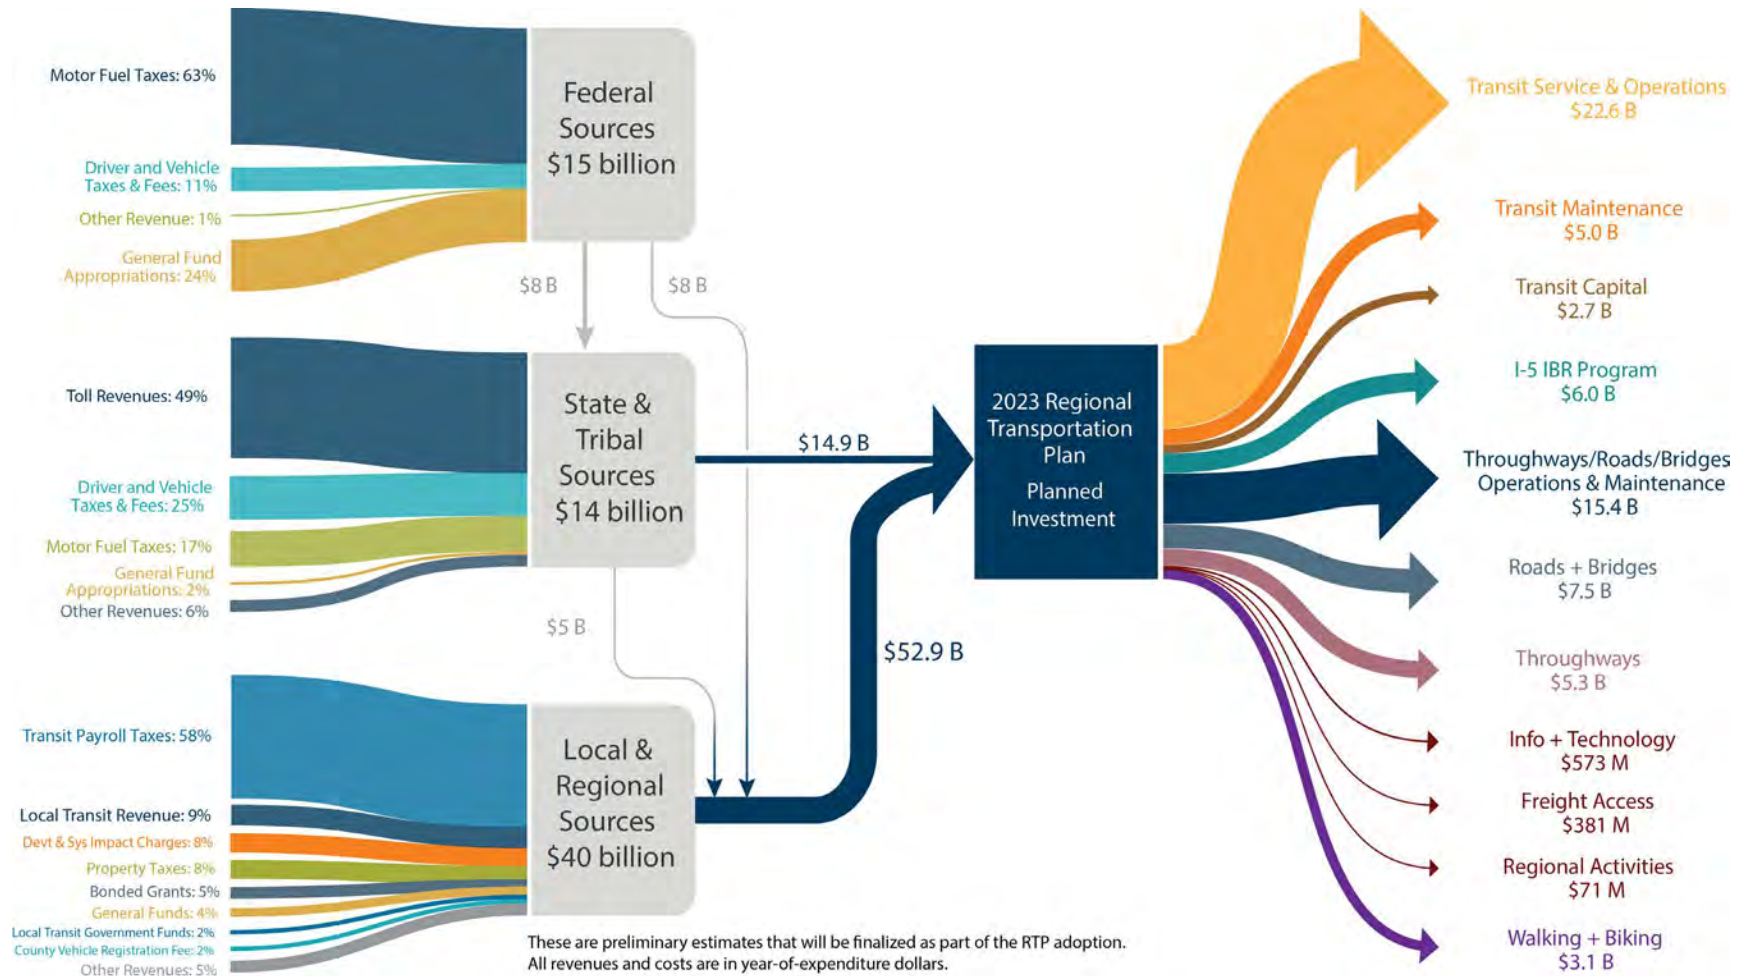 Motor Fuel Taxes: 63%
Driver and Vehicle
Taxes & Fees: 11%
Other Revenue: 1%
General Fund
Appropriations: 24%
Federal
Sources
$15 billion
$8 B
$8 B
Toll Revenues: 49%
Driver and Vehicle
Taxes & Fees: 25%
Motor Fuel Taxes: 17%
General Fund
Appropriations: 2%
Other Revenues: 6%
State &
Tribal
Sources
$14 billion
$5 B
Transit Payroll Taxes: 58%
Local Transit Revenue: 9%
Devt & Sys Impact Charges: 8%
Property Taxes: 8%
Bonded Grants: 5%
General Funds: 4%
Local Transit Government Funds: 2%
County Vehicle Registration Fee: 2%
Other Revenues: 5%
Local &
Regional
Sources
$40 billion
$14.9 B
$52.9 B
2023 Regional
Transportation
Plan
Planned
Investment
Transit Service & Operations
$22.6 B
Transit Maintenance
$5.0 B
Transit Capital
$2.7 B
I-5 IBR Program
$6.0 B
Throughways/Roads/Bridges
Operations & Maintenance
$15.4 B
Roads + Bridges
$7.5 B
Throughways
$5.3 B
Info + Technology
$573 M
Freight Access
$381 M
Regional Activities
$71 M
Walking + Biking
$3.1 B
These are preliminary estimates that will be finalized as part of the RTP adoption.
All revenues and costs are in year-of-expenditure dollars.